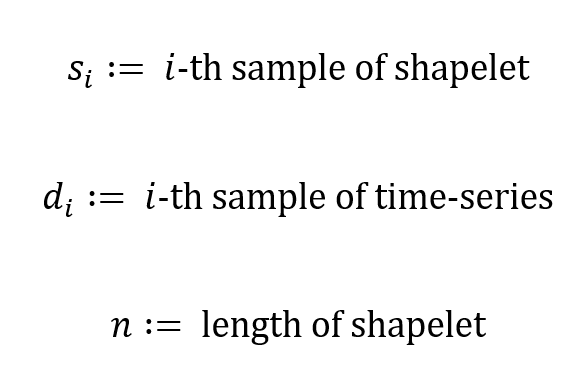 s_i := i-th sample of shapelet
d_i := i-th sample of time-series
n := length of shapelet